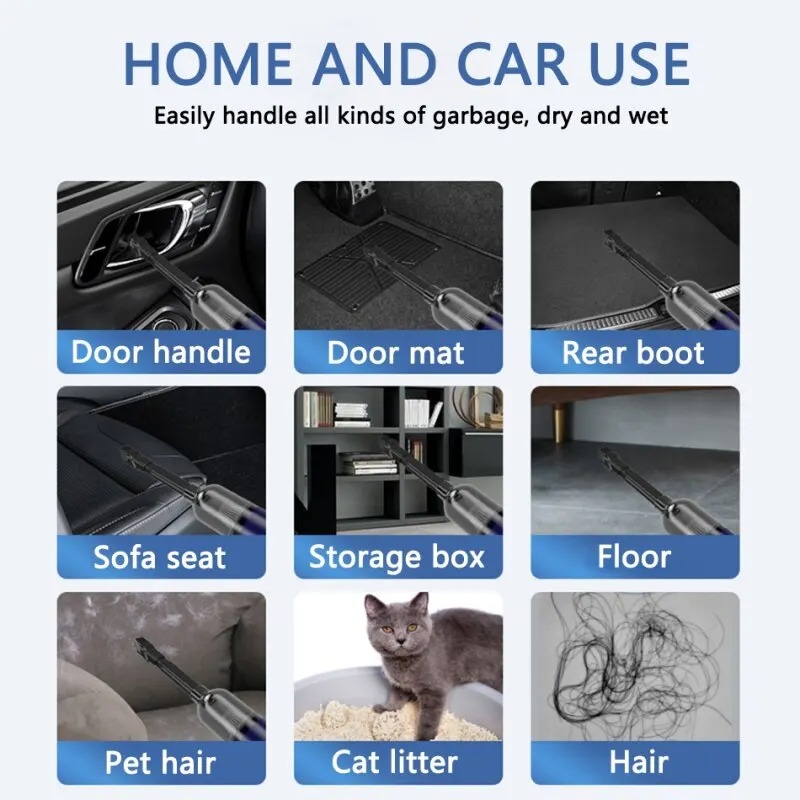 HOME AND CAR USE
Easily handle all kinds of garbage, dry and wet
Door handle
Door mat
Rear boot
Sofa seat
Storage box
Floor
Pet hair
Cat litter
Hair